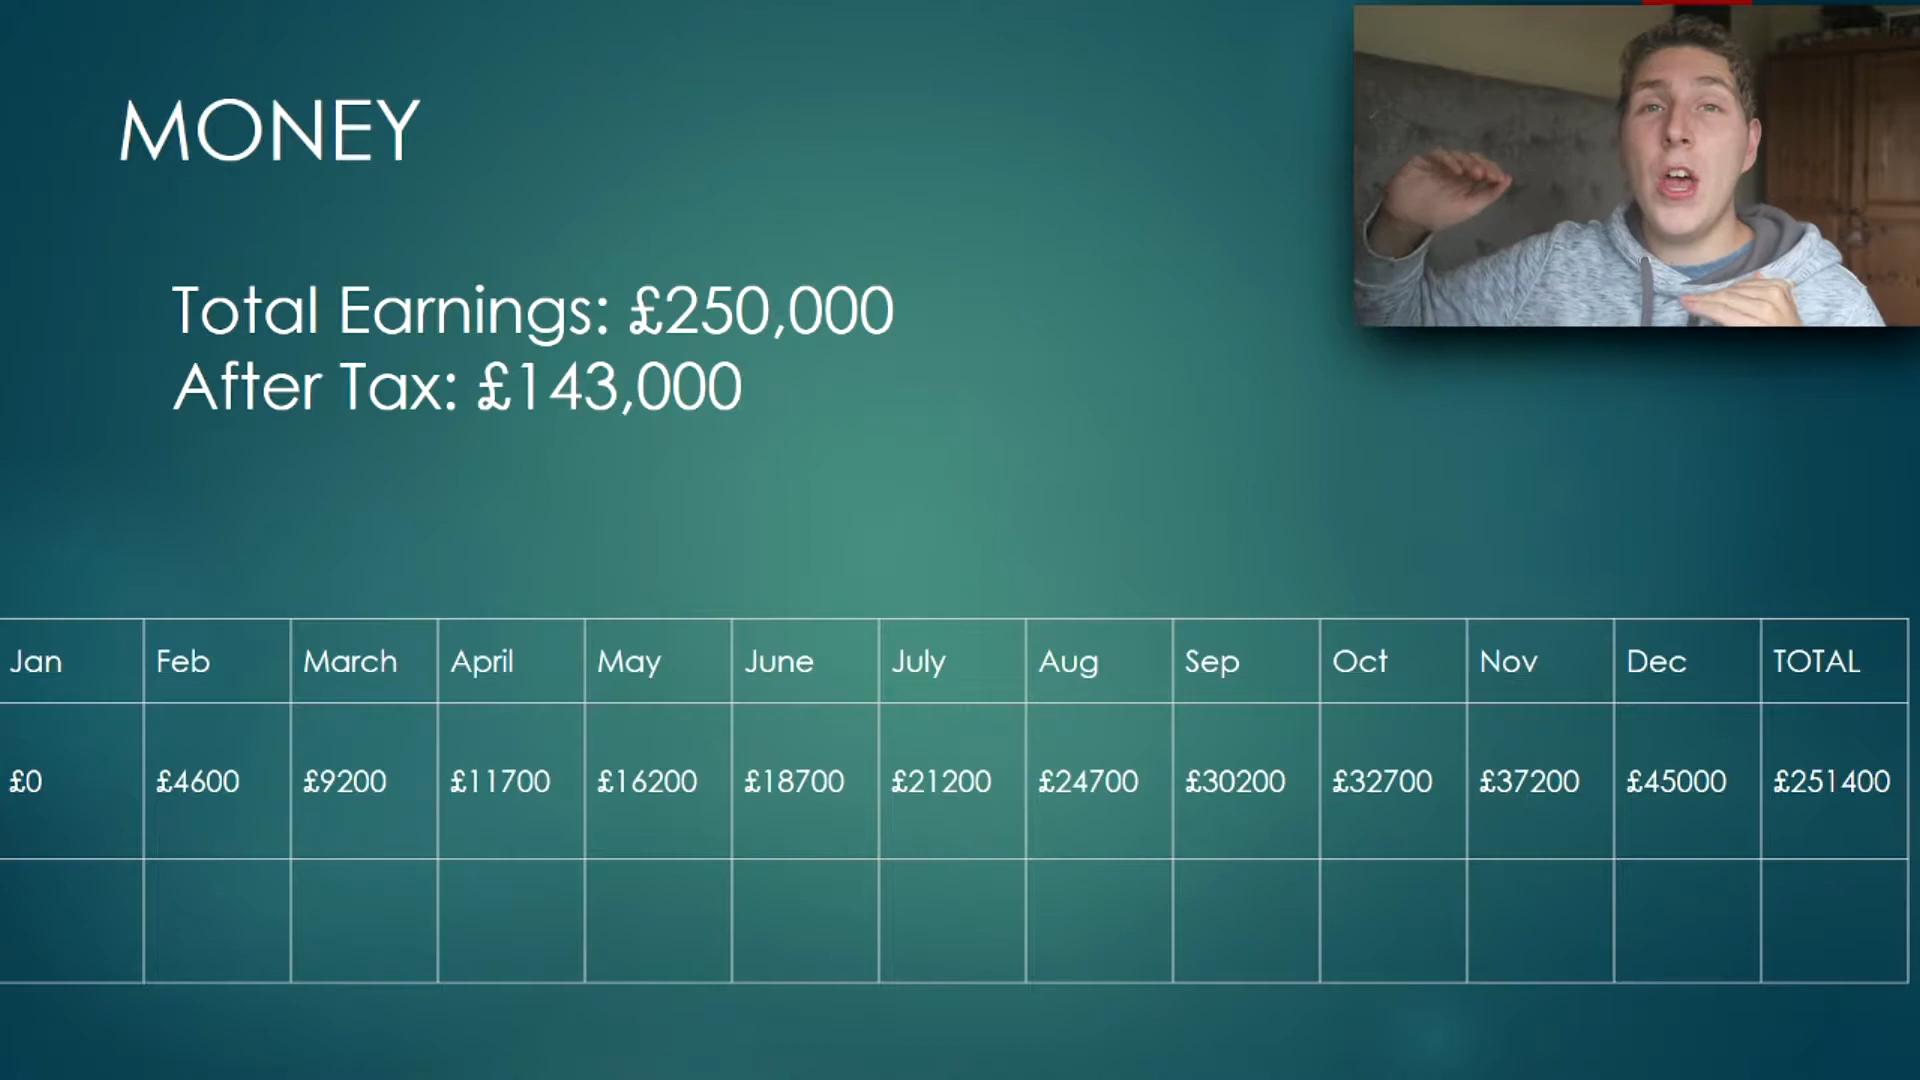 MONEY
Total Earnings: £250,000
After Tax: £143,000
Jan Feb March April May June July Aug Sep Oct Nov Dec TOTAL
£0 £4600 £9200 £11700 £16200 £18700 £21200 £24700 £30200 £32700 £37200 £45000 £251400